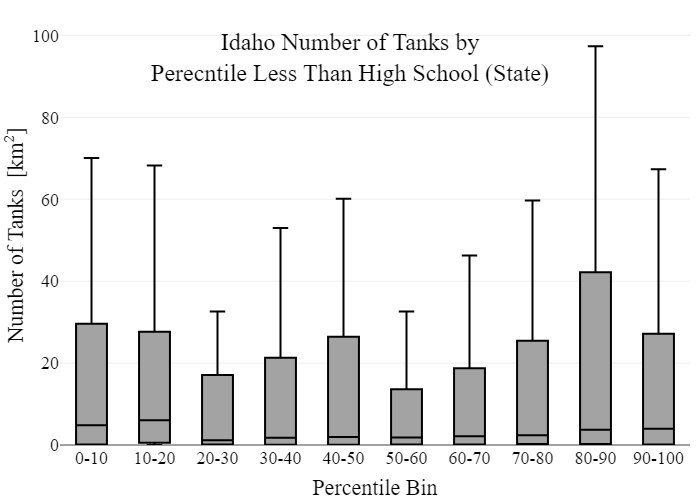 Idaho Number of Tanks by
Perecntile Less Than High School (State)
Number of Tanks [km²]
100
80
60
40
20
0
0-10 10-20 20-30 30-40 40-50 50-60 60-70 70-80 80-90 90-100
Percentile Bin